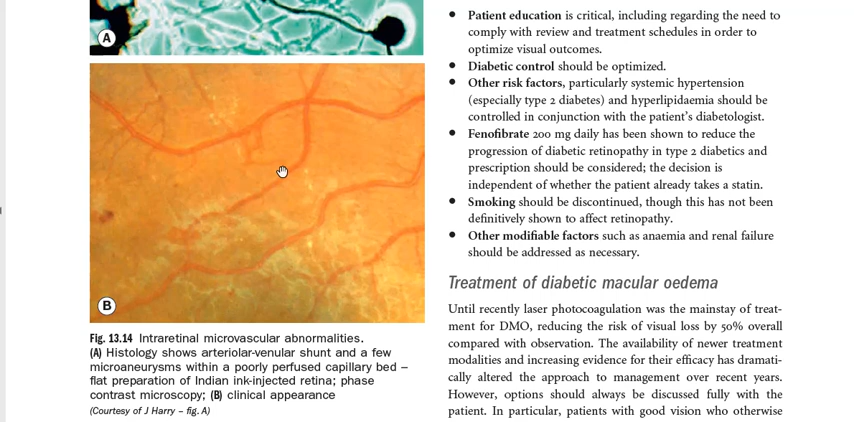 A
B
Fig. 13.14 Intraretinal microvascular abnormalities.
(A) Histology shows arteriolar-venular shunt and a few
microaneurysms within a poorly perfused capillary bed –
flat preparation of Indian ink-injected retina; phase
contrast microscopy; (B) clinical appearance
(Courtesy of J Harry – fig. A)
• Patient education is critical, including regarding the need to
comply with review and treatment schedules in order to
optimize visual outcomes.
• Diabetic control should be optimized.
• Other risk factors, particularly systemic hypertension
(especially type 2 diabetes) and hyperlipidaemia should be
controlled in conjunction with the patient's diabetologist.
• Fenofibrate 200 mg daily has been shown to reduce the
progression of diabetic retinopathy in type 2 diabetics and
prescription should be considered; the decision is
independent of whether the patient already takes a statin.
• Smoking should be discontinued, though this has not been
definitively shown to affect retinopathy.
• Other modifiable factors such as anaemia and renal failure
should be addressed as necessary.
Treatment of diabetic macular oedema
Until recently laser photocoagulation was the mainstay of treat-
ment for DMO, reducing the risk of visual loss by 50% overall
compared with observation. The availability of newer treatment
modalities and increasing evidence for their efficacy has dramati-
cally altered the approach to management over recent years.
However, options should always be discussed fully with the
patient. In particular, patients with good vision who otherwise